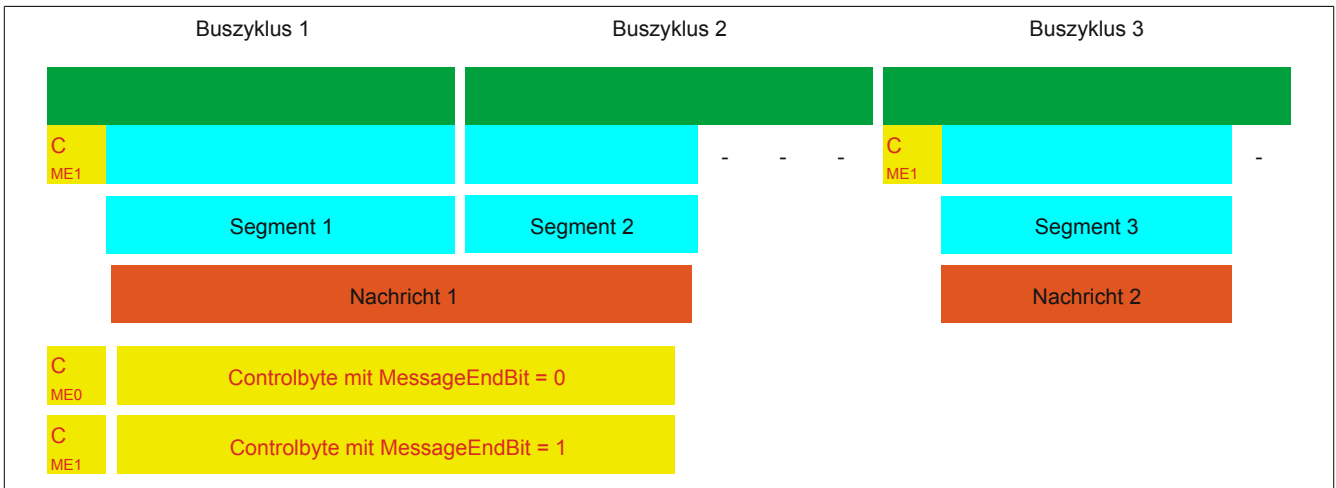 Buszyklus 1 Buszyklus 2 Buszyklus 3
C C
ME1 - - - ME1 -
Segment 1 Segment 2 Segment 3
Nachricht 1 Nachricht 2
C
ME0
Controlbyte mit MessageEndBit = 0
C
ME1
Controlbyte mit MessageEndBit = 1